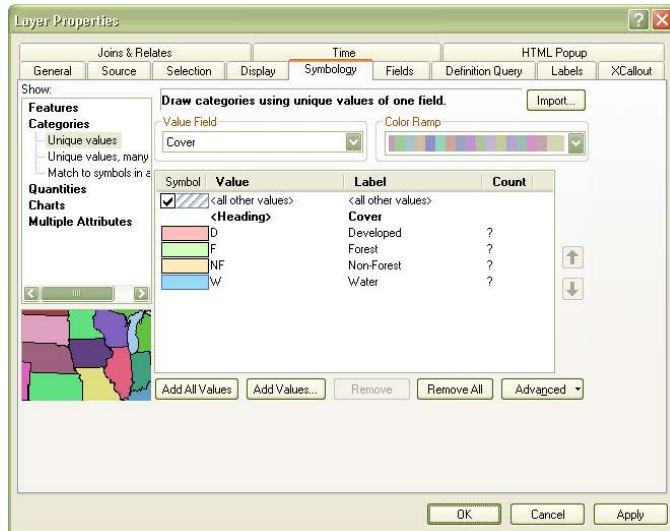 Layer Properties
Joins & Relates Time HTML Popup
General Source Selection Display Symbology Fields Definition Query Labels XCallout
Show:
Features
Categories
Unique values
Unique values, many
Match to symbols in a
Quantities
Charts
Multiple Attributes
Draw categories using unique values of one field.
Import...
Value Field
Cover
Color Ramp
Symbol Value Label Count
<all other values> <all other values>
<Heading> Cover
D Developed ?
F Forest ?
NF Non-Forest ?
W Water ?
Add All Values Add Values... Remove Remove All Advanced
OK Cancel Apply